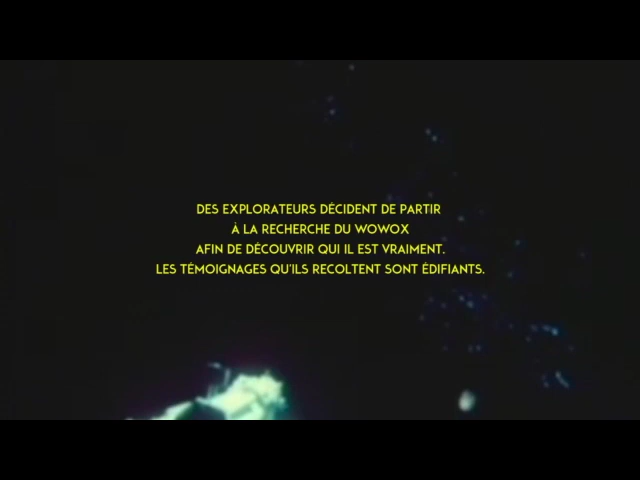 DES EXPLORATEURS DÉCIDENT DE PARTIR
À LA RECHERCHE DU WOWOX
AFIN DE DÉCOUVRIR QUI IL EST VRAIMENT.
LES TÉMOIGNAGES QU'ILS RECOLTENT SONT ÉDIFIANTS.